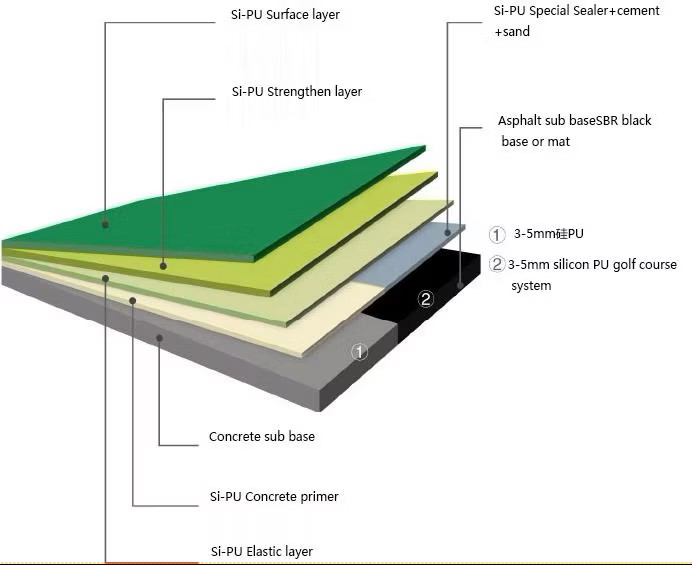 Si-PU Surface layer
Si-PU Special Sealer+cement
+sand
Si-PU Strengthen layer
Asphalt sub baseSBR black
base or mat
① 3-5mm硅PU
② 3-5mm silicon PU golf course
system
②
①
Concrete sub base
Si-PU Concrete primer
Si-PU Elastic layer